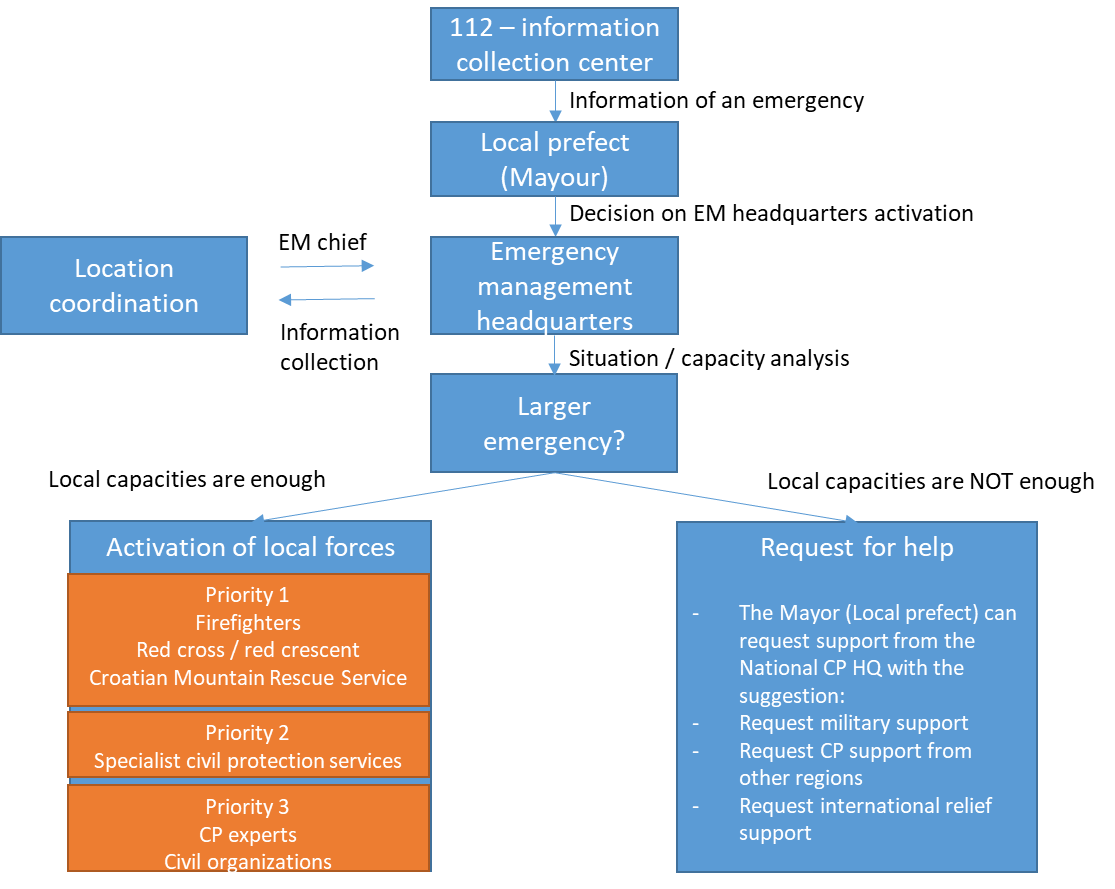 112 – information
collection center
Information of an emergency
Local prefect
(Mayour)
Decision on EM headquarters activation
Location
coordination
EM chief
Information
collection
Emergency
management
headquarters
Situation / capacity analysis
Larger
emergency?
Local capacities are enough
Local capacities are NOT enough
Activation of local forces
Priority 1
Firefighters
Red cross / red crescent
Croatian Mountain Rescue Service
Priority 2
Specialist civil protection services
Priority 3
CP experts
Civil organizations
Request for help
- The Mayor (Local prefect) can
request support from the
National CP HQ with the
suggestion:
- Request military support
- Request CP support from
other regions
- Request international relief
support